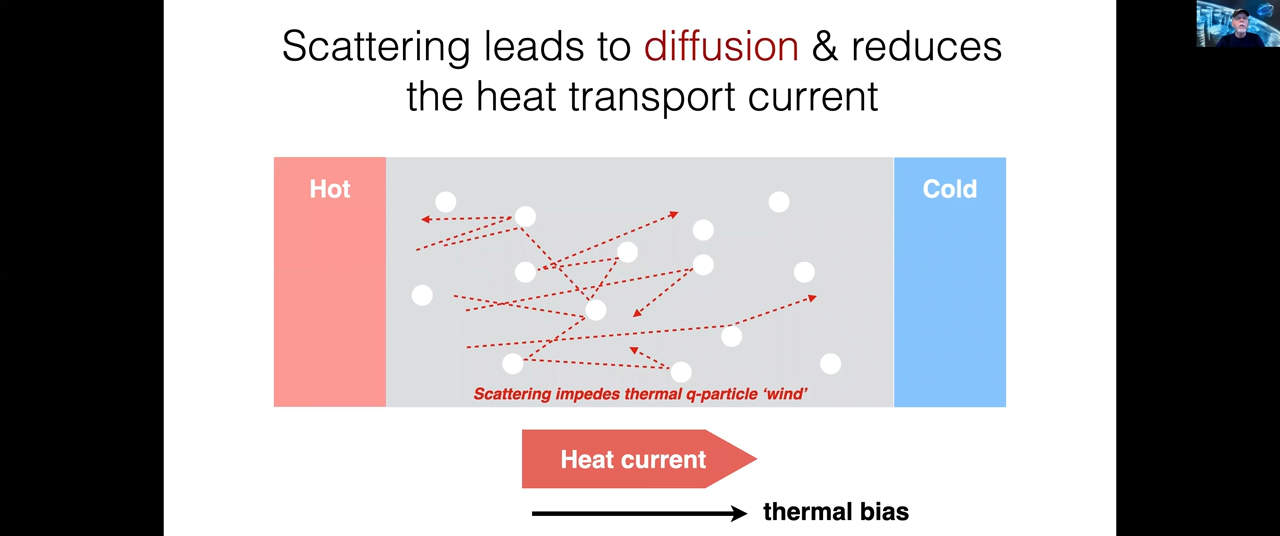 Scattering leads to diffusion & reduces
the heat transport current
Hot
Cold
Scattering impedes thermal q-particle ‘wind’
Heat current
thermal bias